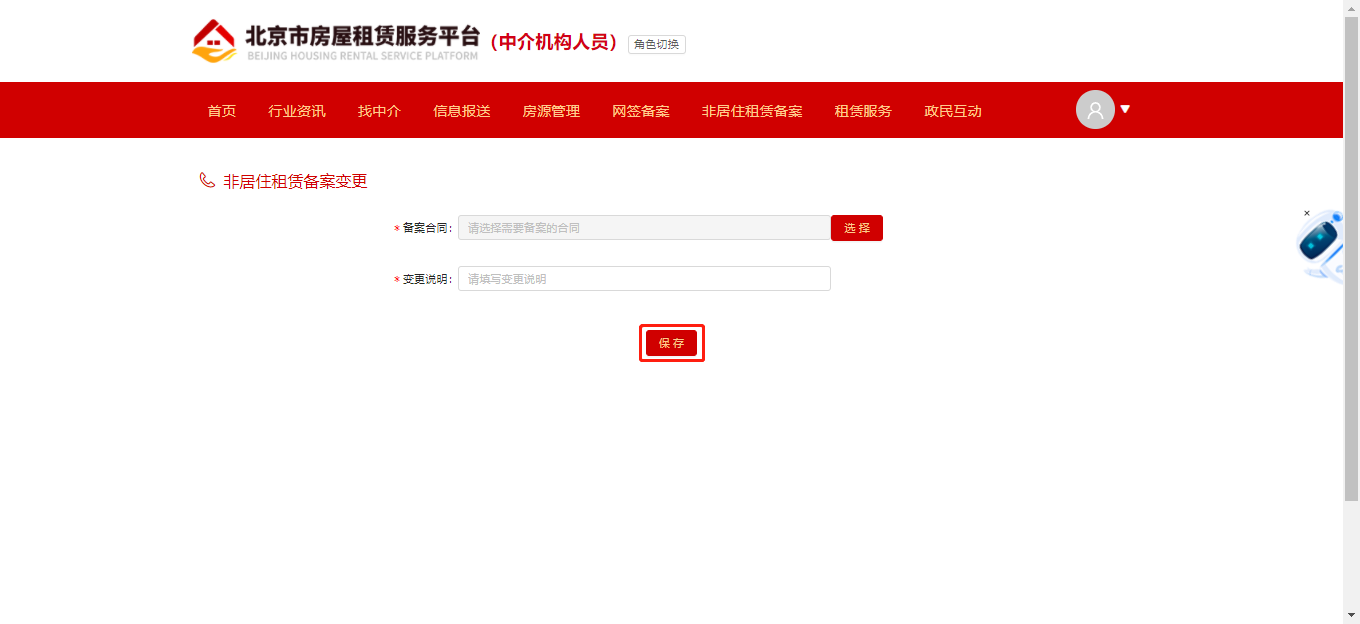 北京市房屋租赁服务平台
BEIJING HOUSING RENTAL SERVICE PLATFORM
（中介机构人员） 角色切换
首页 行业资讯 找中介 信息报送 房源管理 网签备案 非居住租赁备案 租赁服务 政民互动
非居住租赁备案变更
* 备案合同: 请选择需要备案的合同 选 择
* 变更说明: 请填写变更说明
保 存